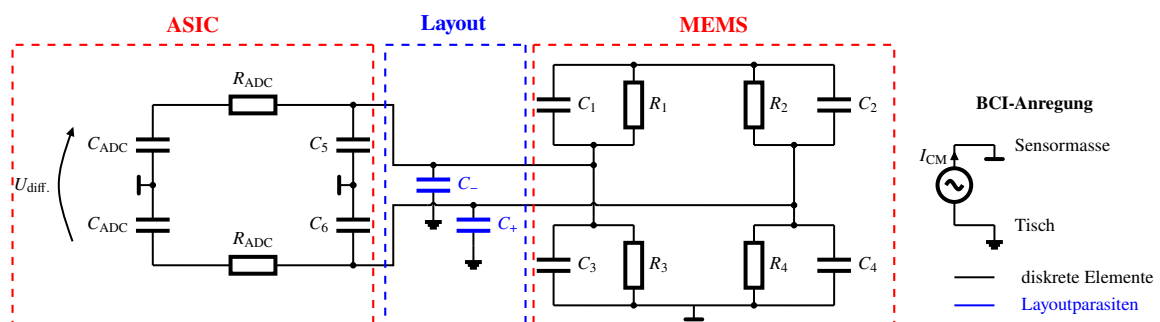 ASIC
Layout
MEMS
R_ADC
C_ADC
C_5
U_diff.
C_ADC
C_6
R_ADC
C_−
C_+
C_1
R_1
R_2
C_2
C_3
R_3
R_4
C_4
BCI-Anregung
I_CM
Sensormasse
Tisch
diskrete Elemente
Layoutparasiten